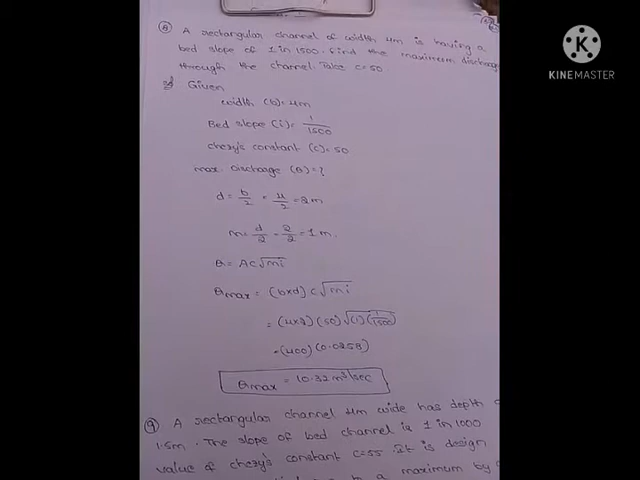 ⑧ A rectangular channel of width 4m is having a
bed slope of 1 in 1500. Find the maximum discharge
through the channel. Take C=50
Given
width (b)=4m
Bed slope (i)= 1/1500
chezy's constant (c)=50
max. Discharge (Q)=?
d = b/2 = 4/2 = 2m
m= d/2 = 2/2 = 1 m.
Q = AC√mi
Qmax = (b×d) C√mi
= (4×2) (50) √(1)(1/1500)
=(400) (0.0258)
Qmax = 10.32 m³/sec
⑨ A rectangular channel 4m wide has depth
1.5m. The slope of bed channel is 1 in 1000
value of chezy's constant C=55. It is design
to a maximum by
KINEMASTER